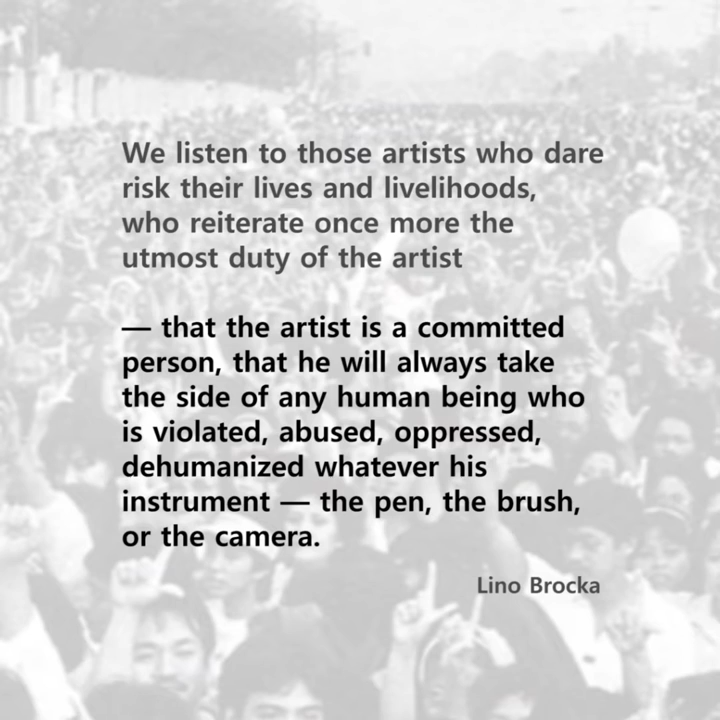 We listen to those artists who dare
risk their lives and livelihoods,
who reiterate once more the
utmost duty of the artist
— that the artist is a committed
person, that he will always take
the side of any human being who
is violated, abused, oppressed,
dehumanized whatever his
instrument — the pen, the brush,
or the camera.
Lino Brocka